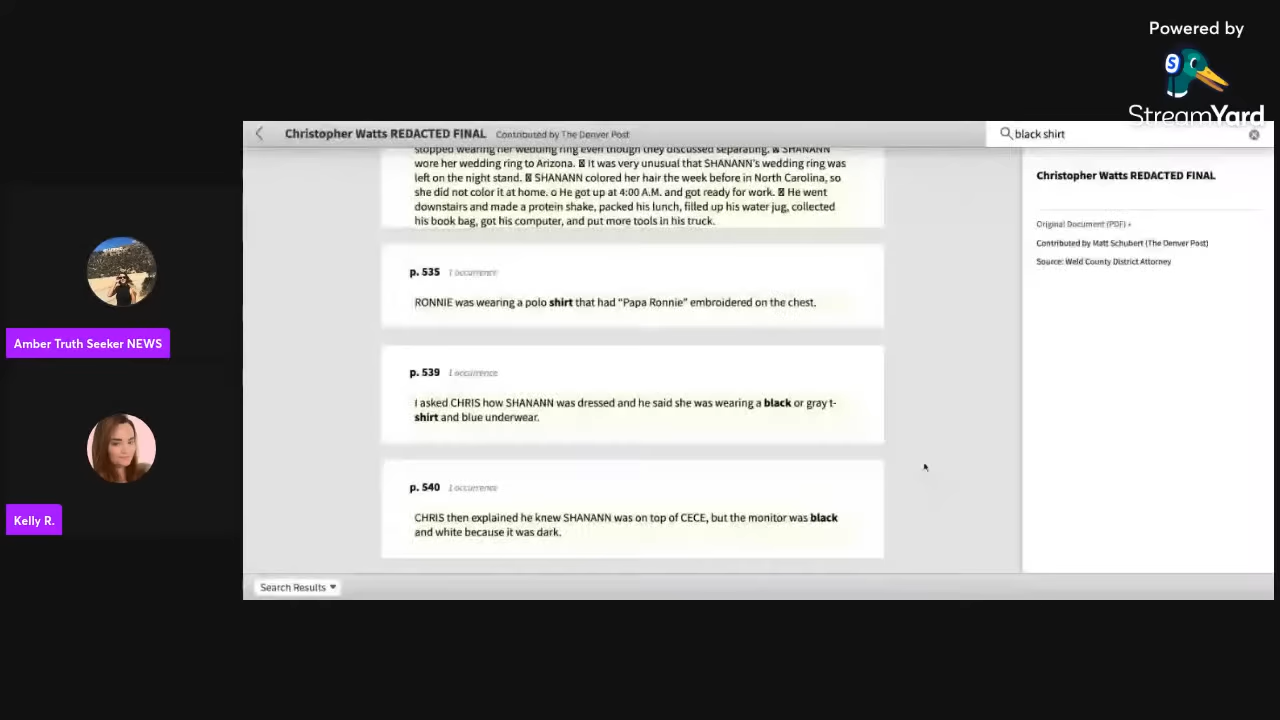 Powered by
S
StreamYard
Christopher Watts REDACTED FINAL Contributed by The Denver Post
black shirt
stopped wearing her wedding ring even though they discussed separating. SHANANN
wore her wedding ring to Arizona. It was very unusual that SHANANN's wedding ring was
left on the night stand. SHANANN colored her hair the week before in North Carolina, so
she did not color it at home. o He got up at 4:00 A.M. and got ready for work. He went
downstairs and made a protein shake, packed his lunch, filled up his water jug, collected
his book bag, got his computer, and put more tools in his truck.
p. 535 1 occurrence
RONNIE was wearing a polo shirt that had “Papa Ronnie” embroidered on the chest.
p. 539 1 occurrence
I asked CHRIS how SHANANN was dressed and he said she was wearing a black or gray t-
shirt and blue underwear.
p. 540 1 occurrence
CHRIS then explained he knew SHANANN was on top of CECE, but the monitor was black
and white because it was dark.
Search Results
Christopher Watts REDACTED FINAL
Original Document (PDF) »
Contributed by Matt Schubert (The Denver Post)
Source: Weld County District Attorney
Amber Truth Seeker NEWS
Kelly R.